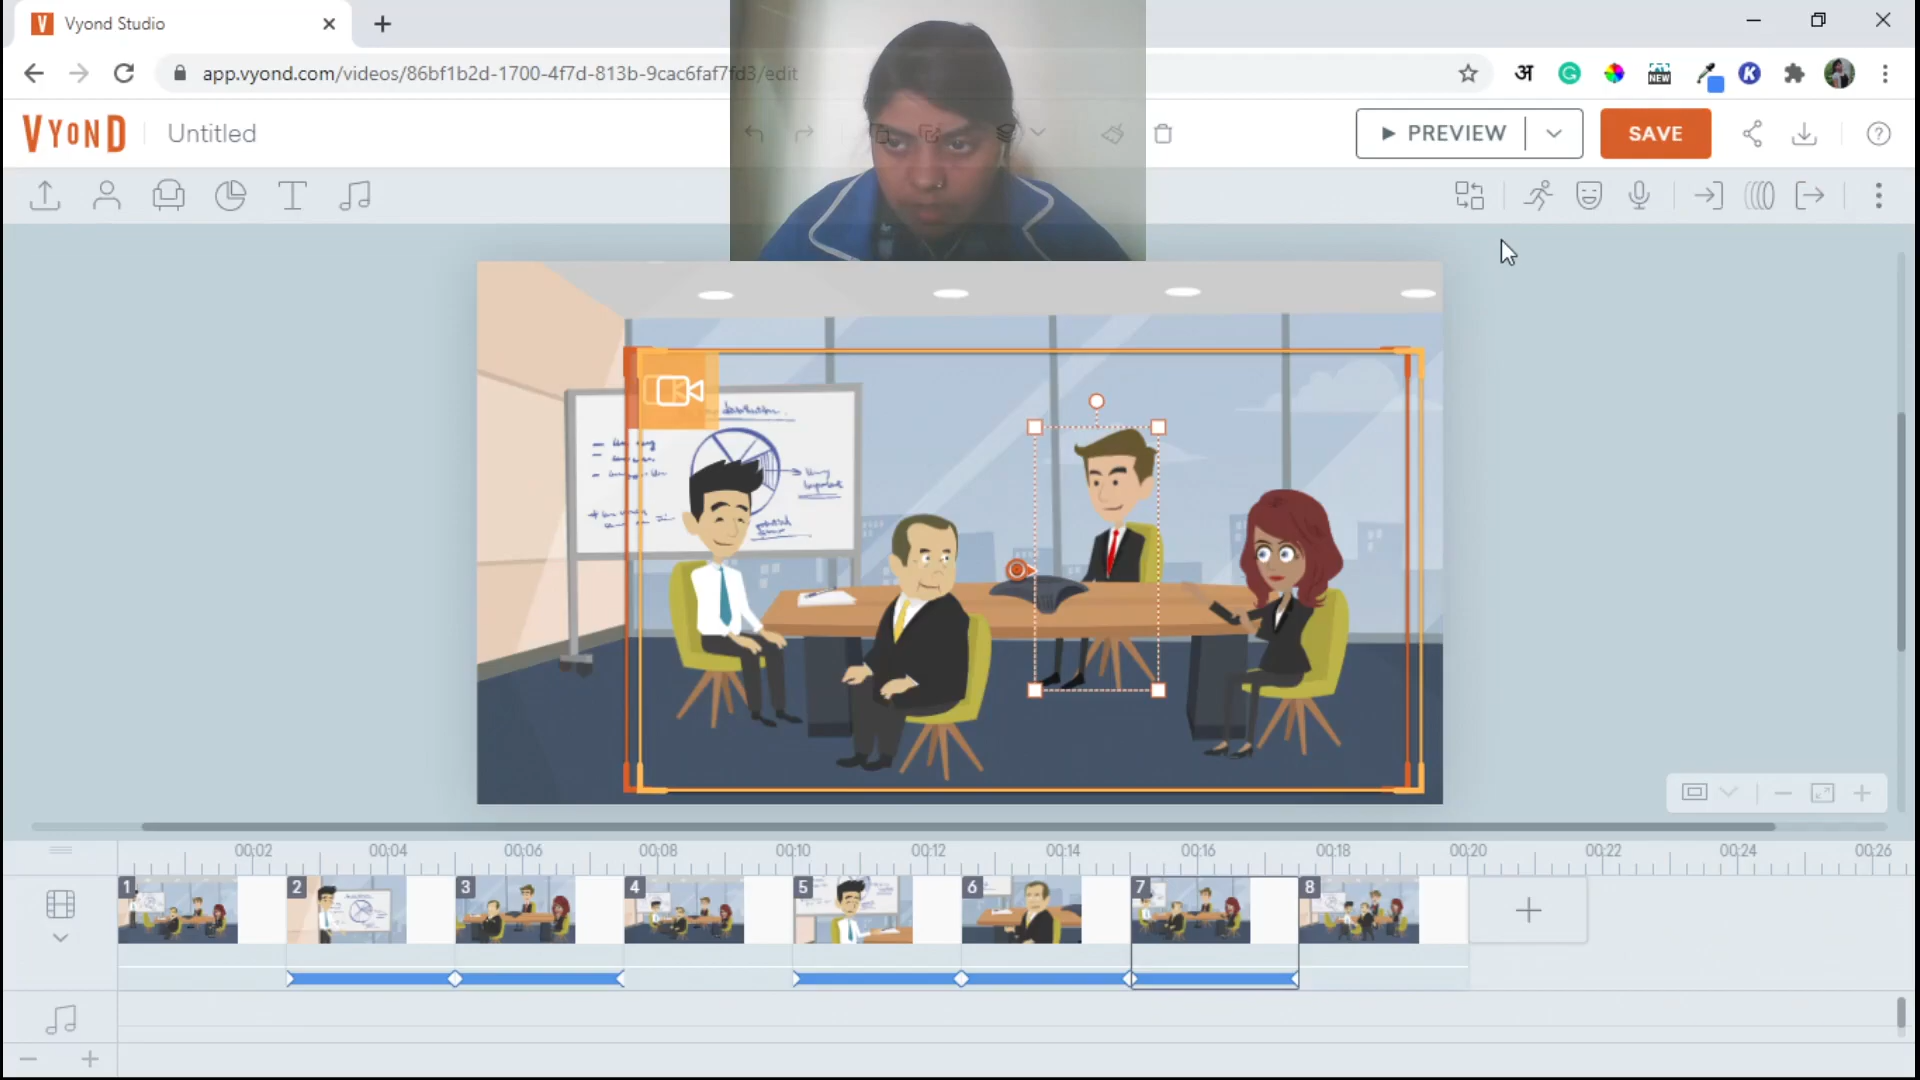 Vyond Studio
app.vyond.com/videos/86bf1b2d-1700-4f7d-813b-9cac6faf7fd3/edit
अ
G
NEW
K
VYOND
Untitled
PREVIEW
SAVE
T
00:02 00:04 00:06 00:08 00:10 00:12 00:14 00:16 00:18 00:20 00:22 00:24 00:26
1 2 3 4 5 6 7 8